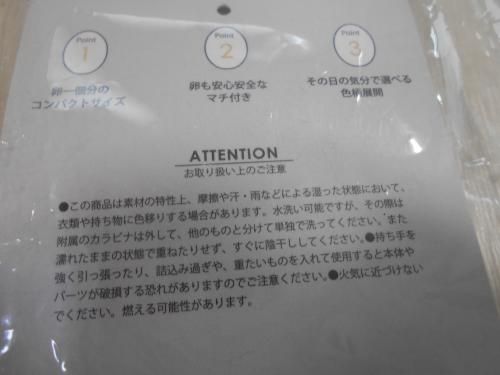 Point
1
卵一個分の
コンパクトサイズ
Point
2
卵も安心安全な
マチ付き
Point
3
その日の気分で選べる
色柄展開
ATTENTION
お取り扱い上のご注意
●この商品は素材の特性上、摩擦や汗・雨などによる湿った状態において、
衣類や持ち物に色移りする場合があります。水洗い可能ですが、その際は
附属のカラビナは外して、他のものと分けて単独で洗ってください。また
濡れたままの状態で重ねたりせず、すぐに陰干ししてください。●持ち手を
強く引っ張ったり、詰込み過ぎや、重たいものを入れて使用すると本体や
パーツが破損する恐れがありますのでご注意ください。●火気に近づけない
でください。燃える可能性があります。